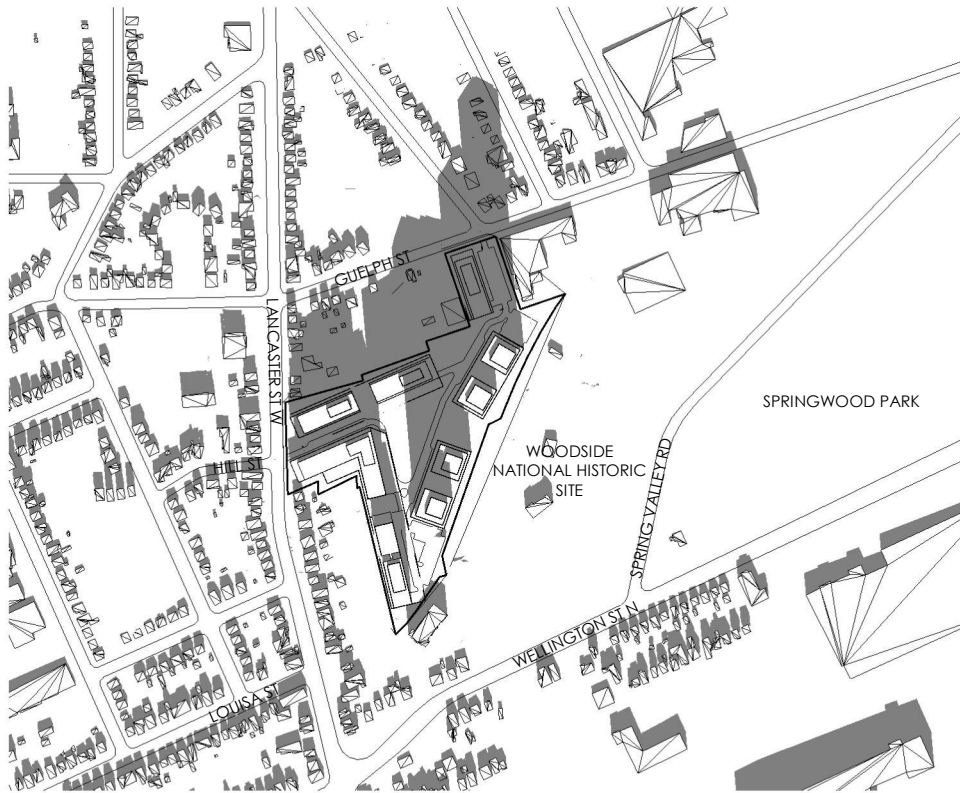 GUELPH ST
LANCASTER ST W
SPRINGWOOD PARK
WOODSIDE
NATIONAL HISTORIC
SITE
HILL ST
SPRING VALLEY RD
WELLINGTON ST N
LOUISA ST